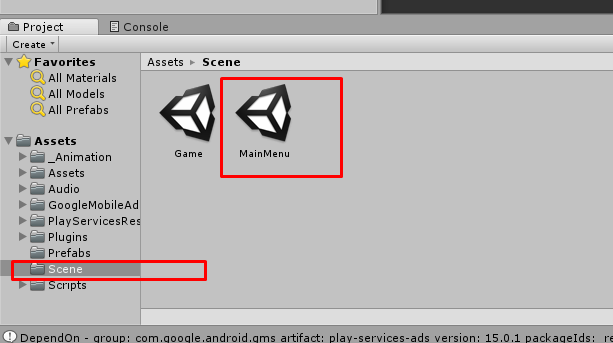 Project
Console
Create
Favorites
All Materials
All Models
All Prefabs
Assets
_Animation
Assets
Audio
GoogleMobileAd
PlayServicesRes
Plugins
Prefabs
Scene
Scripts
Assets ▸ Scene
Game
MainMenu
DependOn - group: com.google.android.gms artifact: play-services-ads version: 15.0.1 packageIds: re